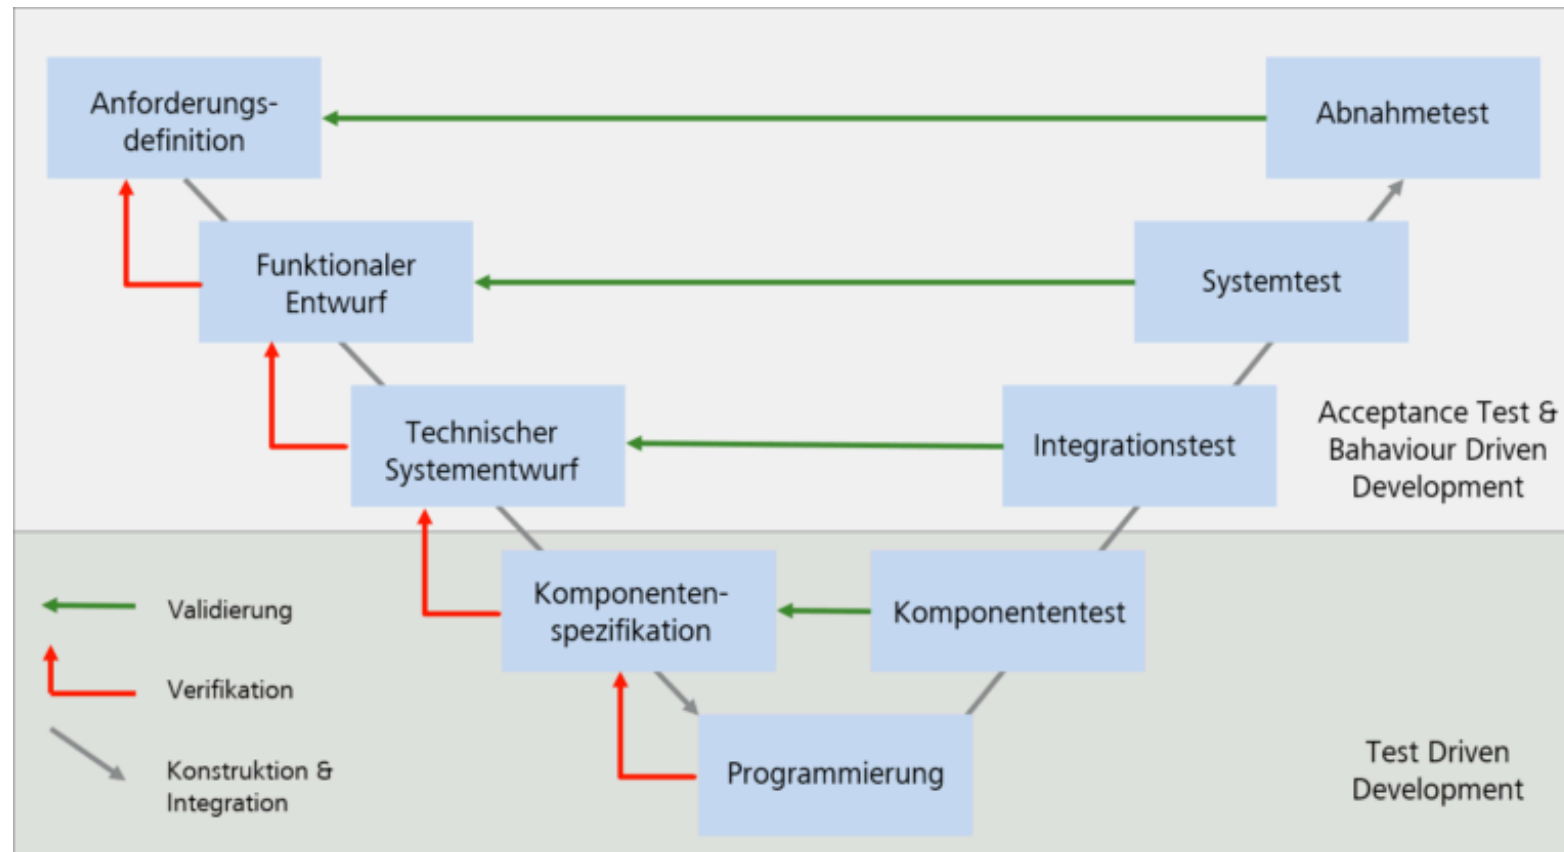 Anforderungs-
definition
Abnahmetest
Funktionaler
Entwurf
Systemtest
Technischer
Systementwurf
Integrationstest
Acceptance Test &
Bahaviour Driven
Development
Komponenten-
spezifikation
Komponententest
Validierung
Verifikation
Konstruktion &
Integration
Programmierung
Test Driven
Development